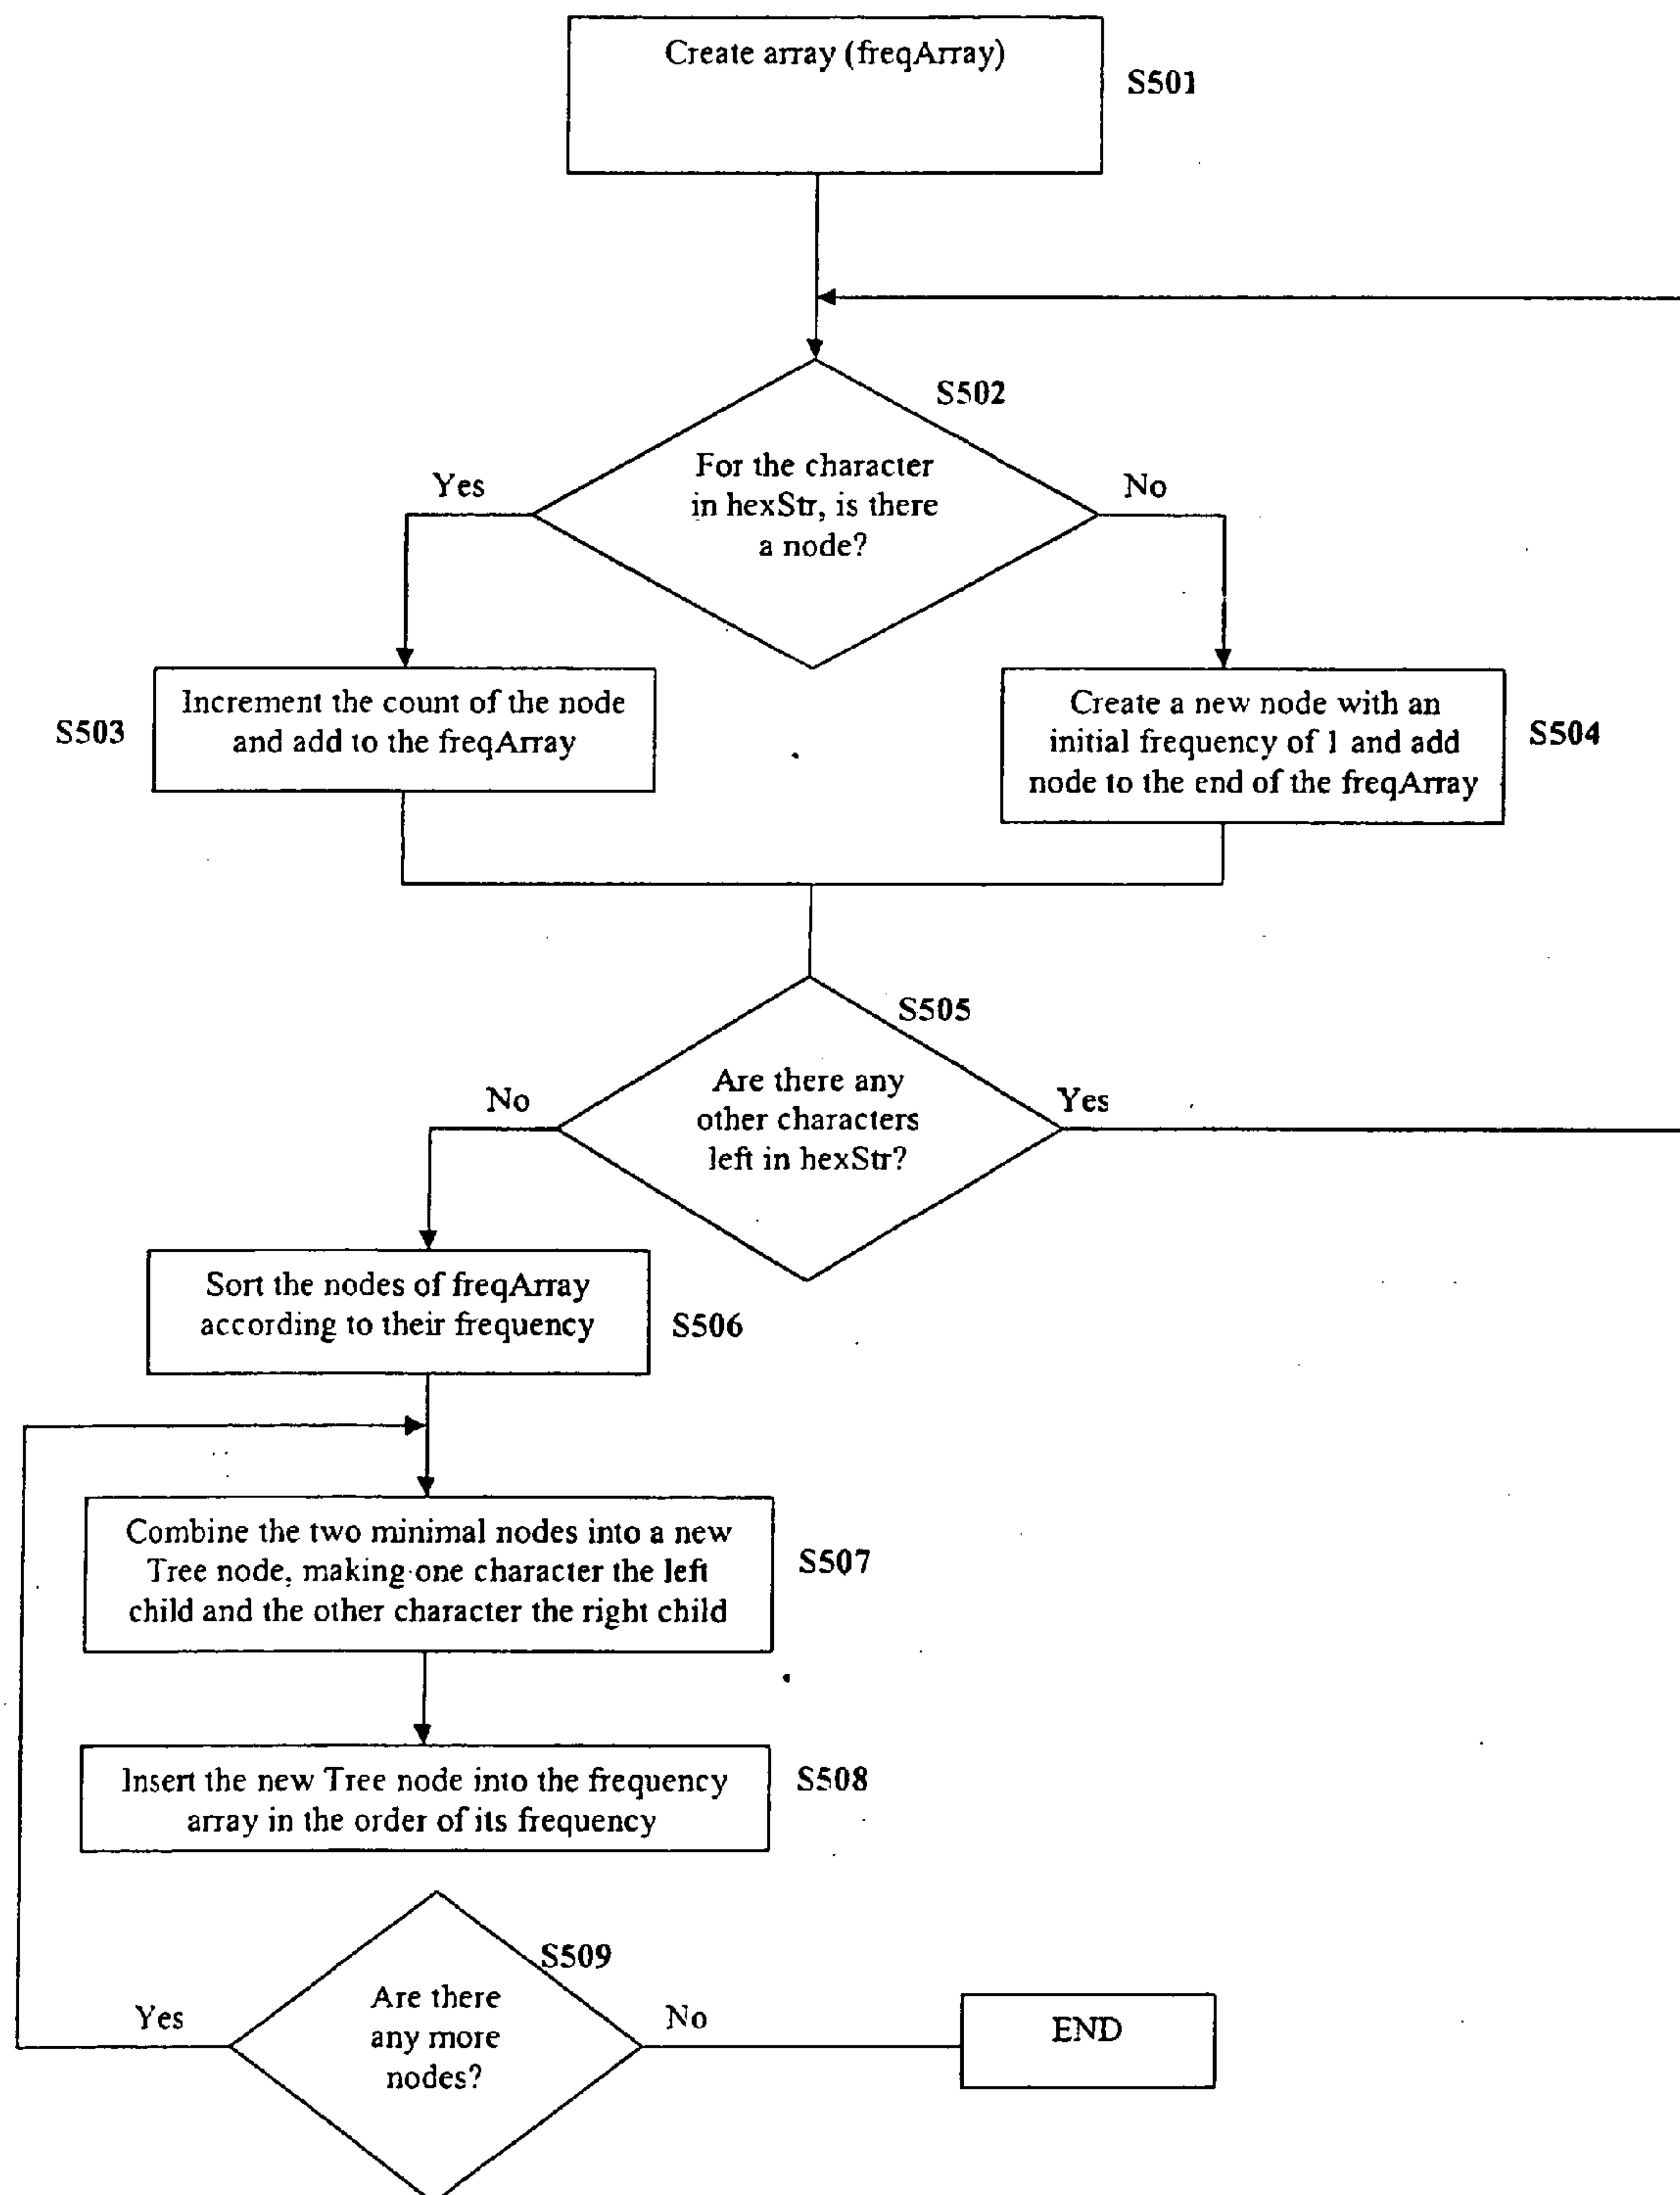 Create array (freqArray)
S501
S502
For the character
in hexStr, is there
a node?
Yes
No
S503
Increment the count of the node
and add to the freqArray
Create a new node with an
initial frequency of 1 and add
node to the end of the freqArray
S504
S505
Are there any
other characters
left in hexStr?
No
Yes
Sort the nodes of freqArray
according to their frequency
S506
Combine the two minimal nodes into a new
Tree node, making one character the left
child and the other character the right child
S507
Insert the new Tree node into the frequency
array in the order of its frequency
S508
S509
Are there
any more
nodes?
Yes
No
END